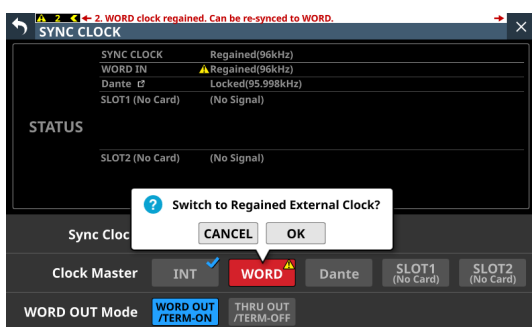 2 2. WORD clock regained. Can be re-synced to WORD.
SYNC CLOCK
SYNC CLOCK Regained(96kHz)
WORD IN Regained(96kHz)
Dante Locked(95.998kHz)
SLOT1 (No Card) (No Signal)
STATUS
SLOT2 (No Card) (No Signal)
? Switch to Regained External Clock?
CANCEL OK
Sync Cloc
Clock Master INT WORD Dante SLOT1 (No Card) SLOT2 (No Card)
WORD OUT Mode WORD OUT /TERM-ON THRU OUT /TERM-OFF